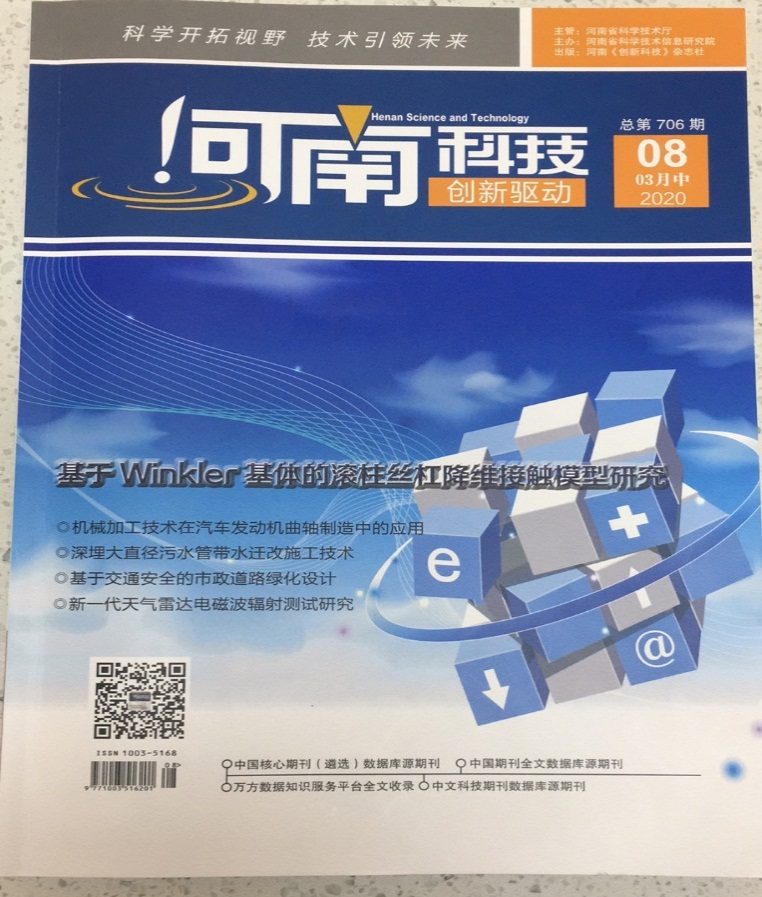 科学开拓视野 技术引领未来
主管：河南省科学技术厅
主办：河南省科学技术信息研究院
出版：河南《创新科技》杂志社
河南科技
Henan Science and Technology
创新驱动
总第 706 期
08
03月中
2020
基于 Winkler 基体的滚柱丝杠降维接触模型研究
◎机械加工技术在汽车发动机曲轴制造中的应用
◎深埋大直径污水管带水迁改施工技术
◎基于交通安全的市政道路绿化设计
◎新一代天气雷达电磁波辐射测试研究
e
@
ISSN 1003-5168
08>
9 771003 516201
中国核心期刊（遴选）数据库源期刊 中国期刊全文数据库源期刊
万方数据知识服务平台全文收录 中文科技期刊数据库源期刊